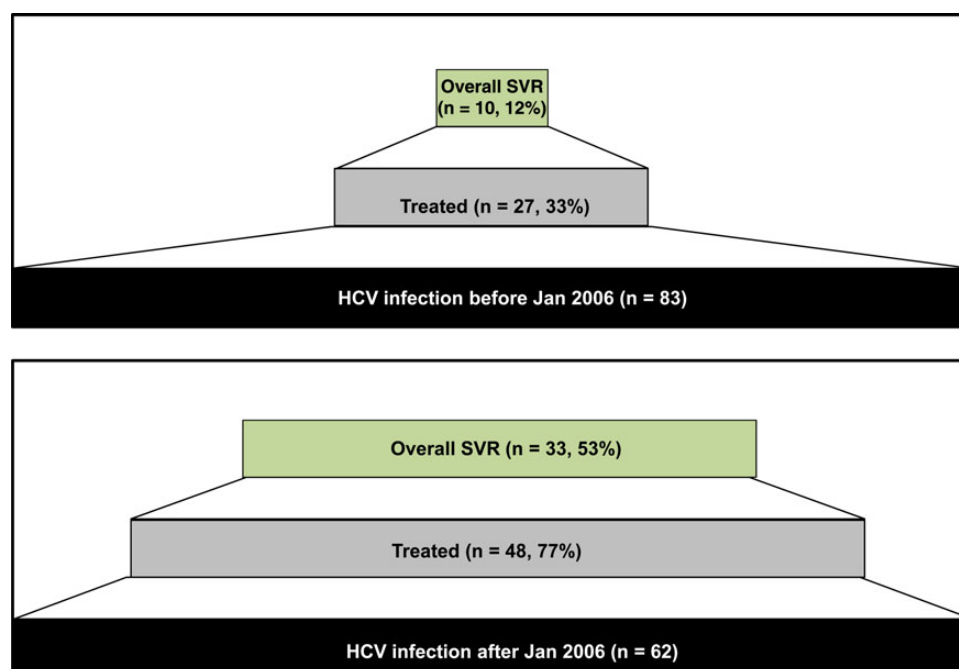 Overall SVR
(n = 10, 12%)
Treated (n = 27, 33%)
HCV infection before Jan 2006 (n = 83)
Overall SVR (n = 33, 53%)
Treated (n = 48, 77%)
HCV infection after Jan 2006 (n = 62)